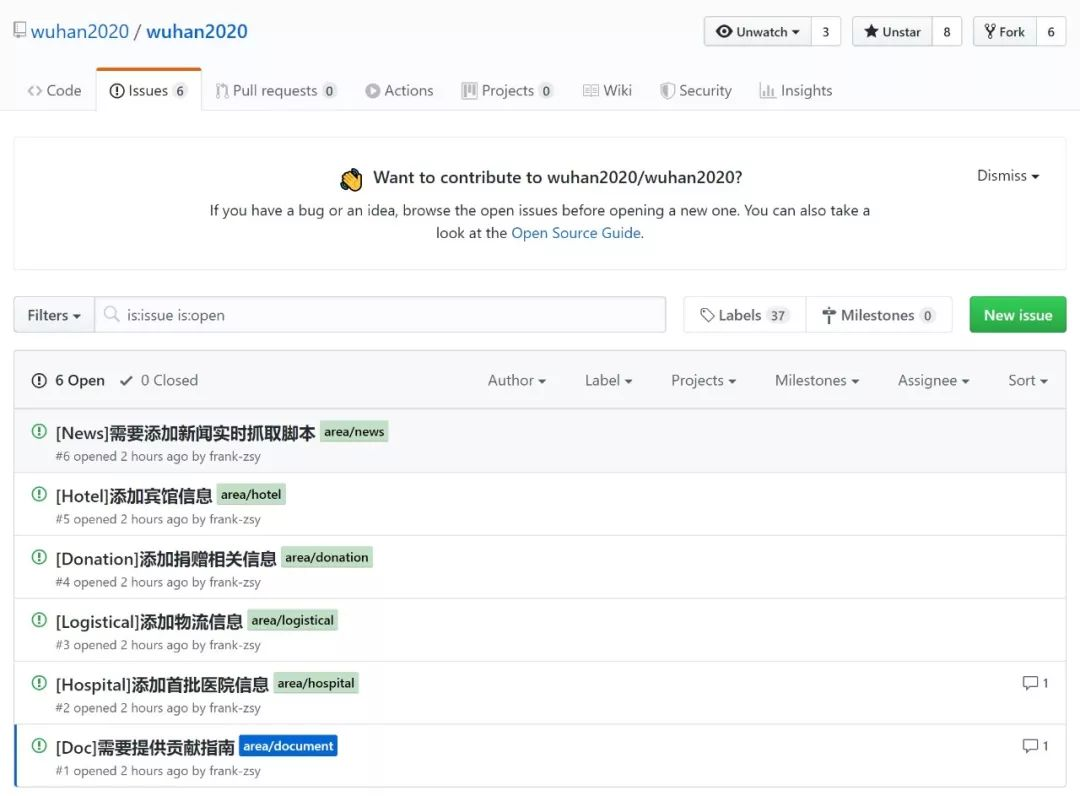 wuhan2020 / wuhan2020
Unwatch 3
Unstar 8
Fork 6
Code
Issues 6
Pull requests 0
Actions
Projects 0
Wiki
Security
Insights
Want to contribute to wuhan2020/wuhan2020?
Dismiss
If you have a bug or an idea, browse the open issues before opening a new one. You can also take a
look at the Open Source Guide.
Filters
is:issue is:open
Labels 37
Milestones 0
New issue
6 Open
0 Closed
Author
Label
Projects
Milestones
Assignee
Sort
[News]需要添加新闻实时抓取脚本 area/news
#6 opened 2 hours ago by frank-zsy
[Hotel]添加宾馆信息 area/hotel
#5 opened 2 hours ago by frank-zsy
[Donation]添加捐赠相关信息 area/donation
#4 opened 2 hours ago by frank-zsy
[Logistical]添加物流信息 area/logistical
#3 opened 2 hours ago by frank-zsy
[Hospital]添加首批医院信息 area/hospital 1
#2 opened 2 hours ago by frank-zsy
[Doc]需要提供贡献指南 area/document 1
#1 opened 2 hours ago by frank-zsy